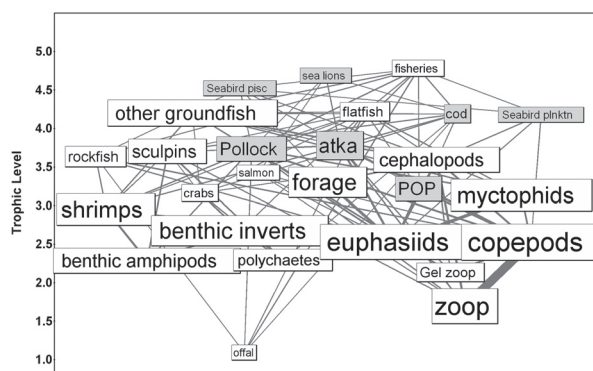 5.0
4.5
4.0
3.5
3.0
2.5
2.0
1.5
1.0
Trophic Level
fisheries
sea lions
Seabird pisc
other groundfish
flatfish
cod
Seabird plnktn
rockfish
sculpins
Pollock
atka
cephalopods
salmon
crabs
forage
POP
myctophids
shrimps
benthic inverts
euphasiids
copepods
benthic amphipods
polychaetes
Gel zoop
zoop
offal